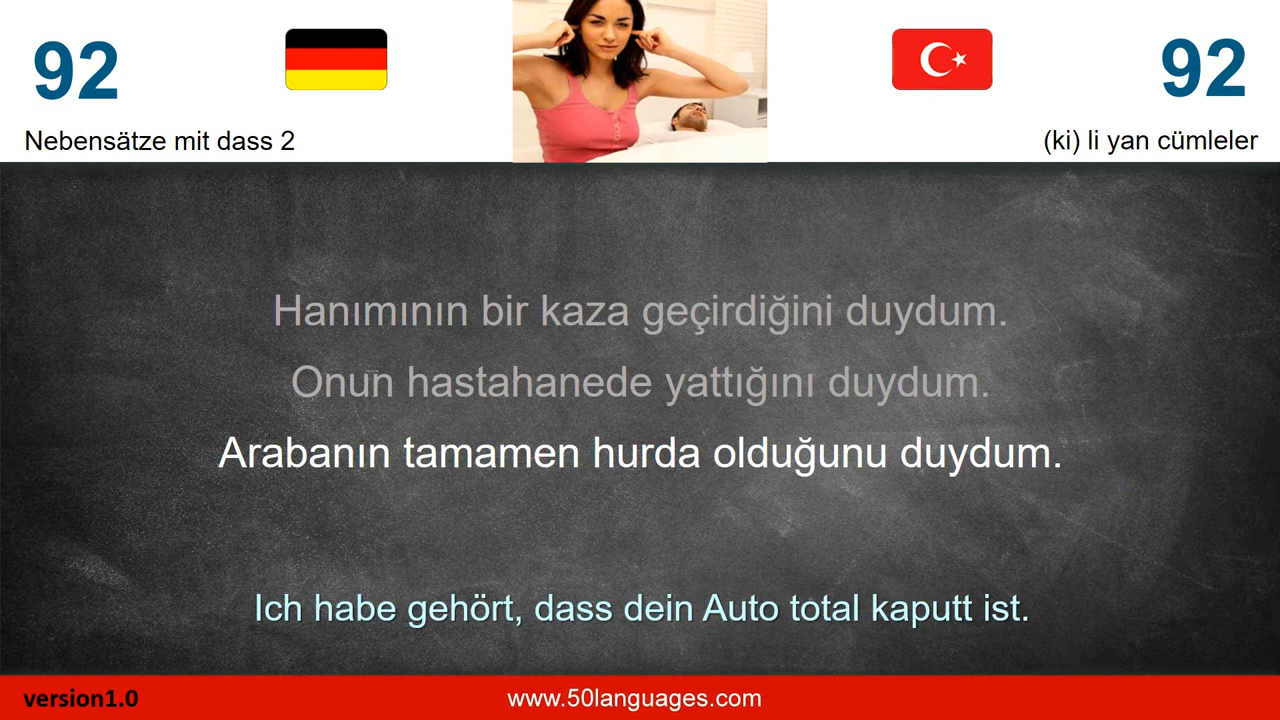 92
92
Nebensätze mit dass 2
(ki) li yan cümleler
Hanımının bir kaza geçirdiğini duydum.
Onun hastahanede yattığını duydum.
Arabanın tamamen hurda olduğunu duydum.
Ich habe gehört, dass dein Auto total kaputt ist.
version1.0
www.50languages.com